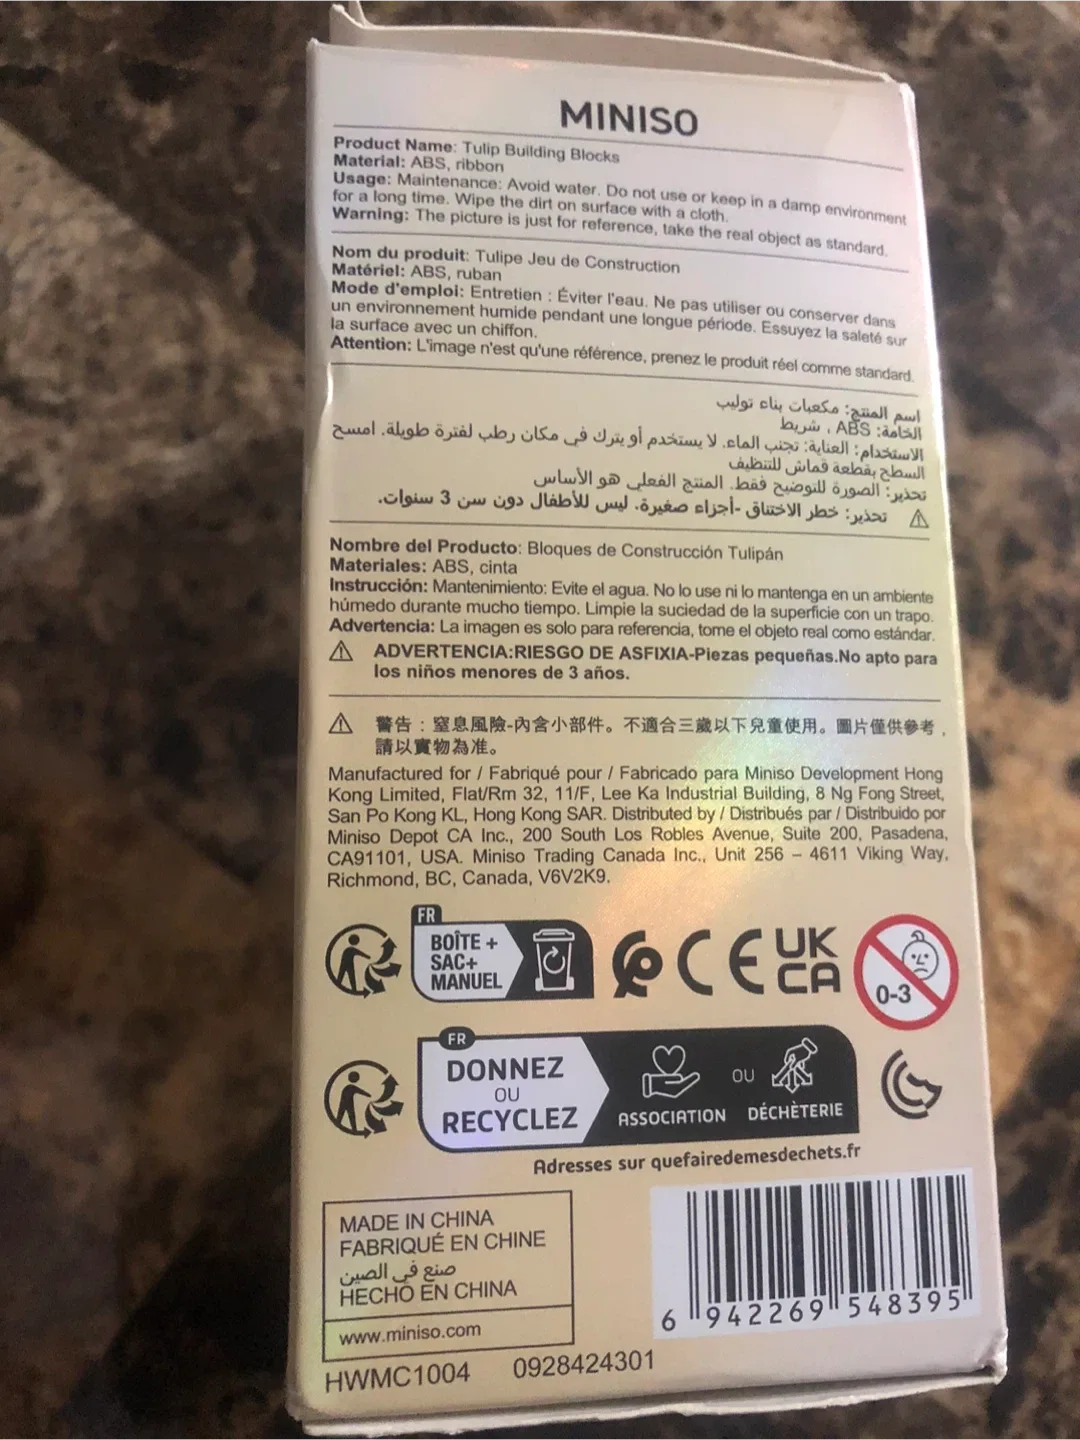 MINISO
Product Name: Tulip Building Blocks
Material: ABS, ribbon
Usage: Maintenance: Avoid water. Do not use or keep in a damp environment
for a long time. Wipe the dirt on surface with a cloth.
Warning: The picture is just for reference, take the real object as standard.
Nom du produit: Tulipe Jeu de Construction
Matériel: ABS, ruban
Mode d'emploi: Entretien : Éviter l'eau. Ne pas utiliser ou conserver dans
un environnement humide pendant une longue période. Essuyez la saleté sur
la surface avec un chiffon.
Attention: L'image n'est qu'une référence, prenez le produit réel comme standard.
اسم المنتج: مكعبات بناء توليب
الخامة: ABS ، شريط
الاستخدام: العناية: تجنب الماء. لا يستخدم أو يترك في مكان رطب لفترة طويلة. امسح
السطح بقطعة قماش للتنظيف
تحذير: الصورة للتوضيح فقط. المنتج الفعلي هو الأساس
⚠ تحذير: خطر الاختناق -أجزاء صغيرة. ليس للأطفال دون سن 3 سنوات.
Nombre del Producto: Bloques de Construcción Tulipán
Materiales: ABS, cinta
Instrucción: Mantenimiento: Evite el agua. No lo use ni lo mantenga en un ambiente
húmedo durante mucho tiempo. Limpie la suciedad de la superficie con un trapo.
Advertencia: La imagen es solo para referencia, tome el objeto real como estándar.
⚠ ADVERTENCIA:RIESGO DE ASFIXIA-Piezas pequeñas.No apto para
los niños menores de 3 años.
⚠ 警告：窒息風險-內含小部件。不適合三歲以下兒童使用。圖片僅供參考，
請以實物為准。
Manufactured for / Fabriqué pour / Fabricado para Miniso Development Hong
Kong Limited, Flat/Rm 32, 11/F, Lee Ka Industrial Building, 8 Ng Fong Street,
San Po Kong KL, Hong Kong SAR. Distributed by / Distribués par / Distribuido por
Miniso Depot CA Inc., 200 South Los Robles Avenue, Suite 200, Pasadena,
CA91101, USA. Miniso Trading Canada Inc., Unit 256 – 4611 Viking Way,
Richmond, BC, Canada, V6V2K9.
FR
BOÎTE +
SAC+
MANUEL
CE
UK
CA
0-3
FR
DONNEZ
OU
RECYCLEZ
ASSOCIATION
OU
DÉCHÈTERIE
Adresses sur quefairedemesdechets.fr
MADE IN CHINA
FABRIQUÉ EN CHINE
صنع في الصين
HECHO EN CHINA
www.miniso.com
6 942269 548395
HWMC1004 0928424301